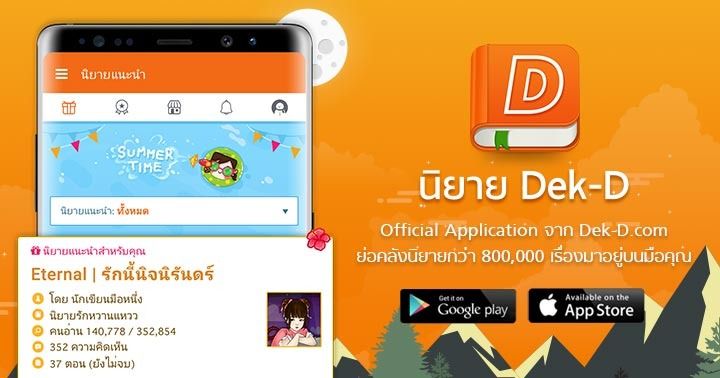 นิยายแนะนำ
SUMMER
TIME
นิยายแนะนำ: ทั้งหมด
นิยายแนะนำสำหรับคุณ
Eternal | รักนี้นิจนิรันดร์
โดย นักเขียนมือหนึ่ง
นิยายรักหวานแหวว
คนอ่าน 140,778 / 352,854
352 ความคิดเห็น
37 ตอน (ยังไม่จบ)
D
นิยาย Dek-D
Official Application จาก Dek-D.com
ย่อคลังนิยายกว่า 800,000 เรื่องมาอยู่บนมือคุณ
Get it on
Google play
Available on the
App Store